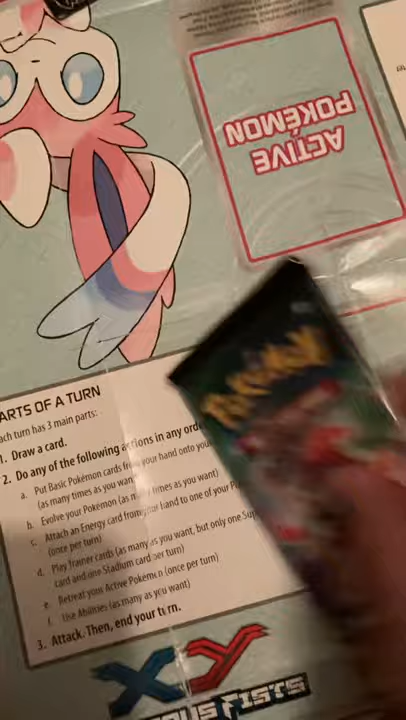 ACTIVE
POKÉMON
POKÉMON
ARTS OF A TURN
ach turn has 3 main parts:
1. Draw a card.
2. Do any of the following actions in any ord
a. Put Basic Pokémon cards from your hand onto you
(as many times as you want)
b. Evolve your Pokémon (as many times as you want)
c. Attach an Energy card from your hand to one of your P
(once per turn)
d. Play Trainer cards (as many as you want, but only one Sup
card and one Stadium card per turn)
e. Retreat your Active Pokémon (once per turn)
f. Use Abilities (as many as you want)
3. Attack. Then, end your turn.
XY
OUS FISTS